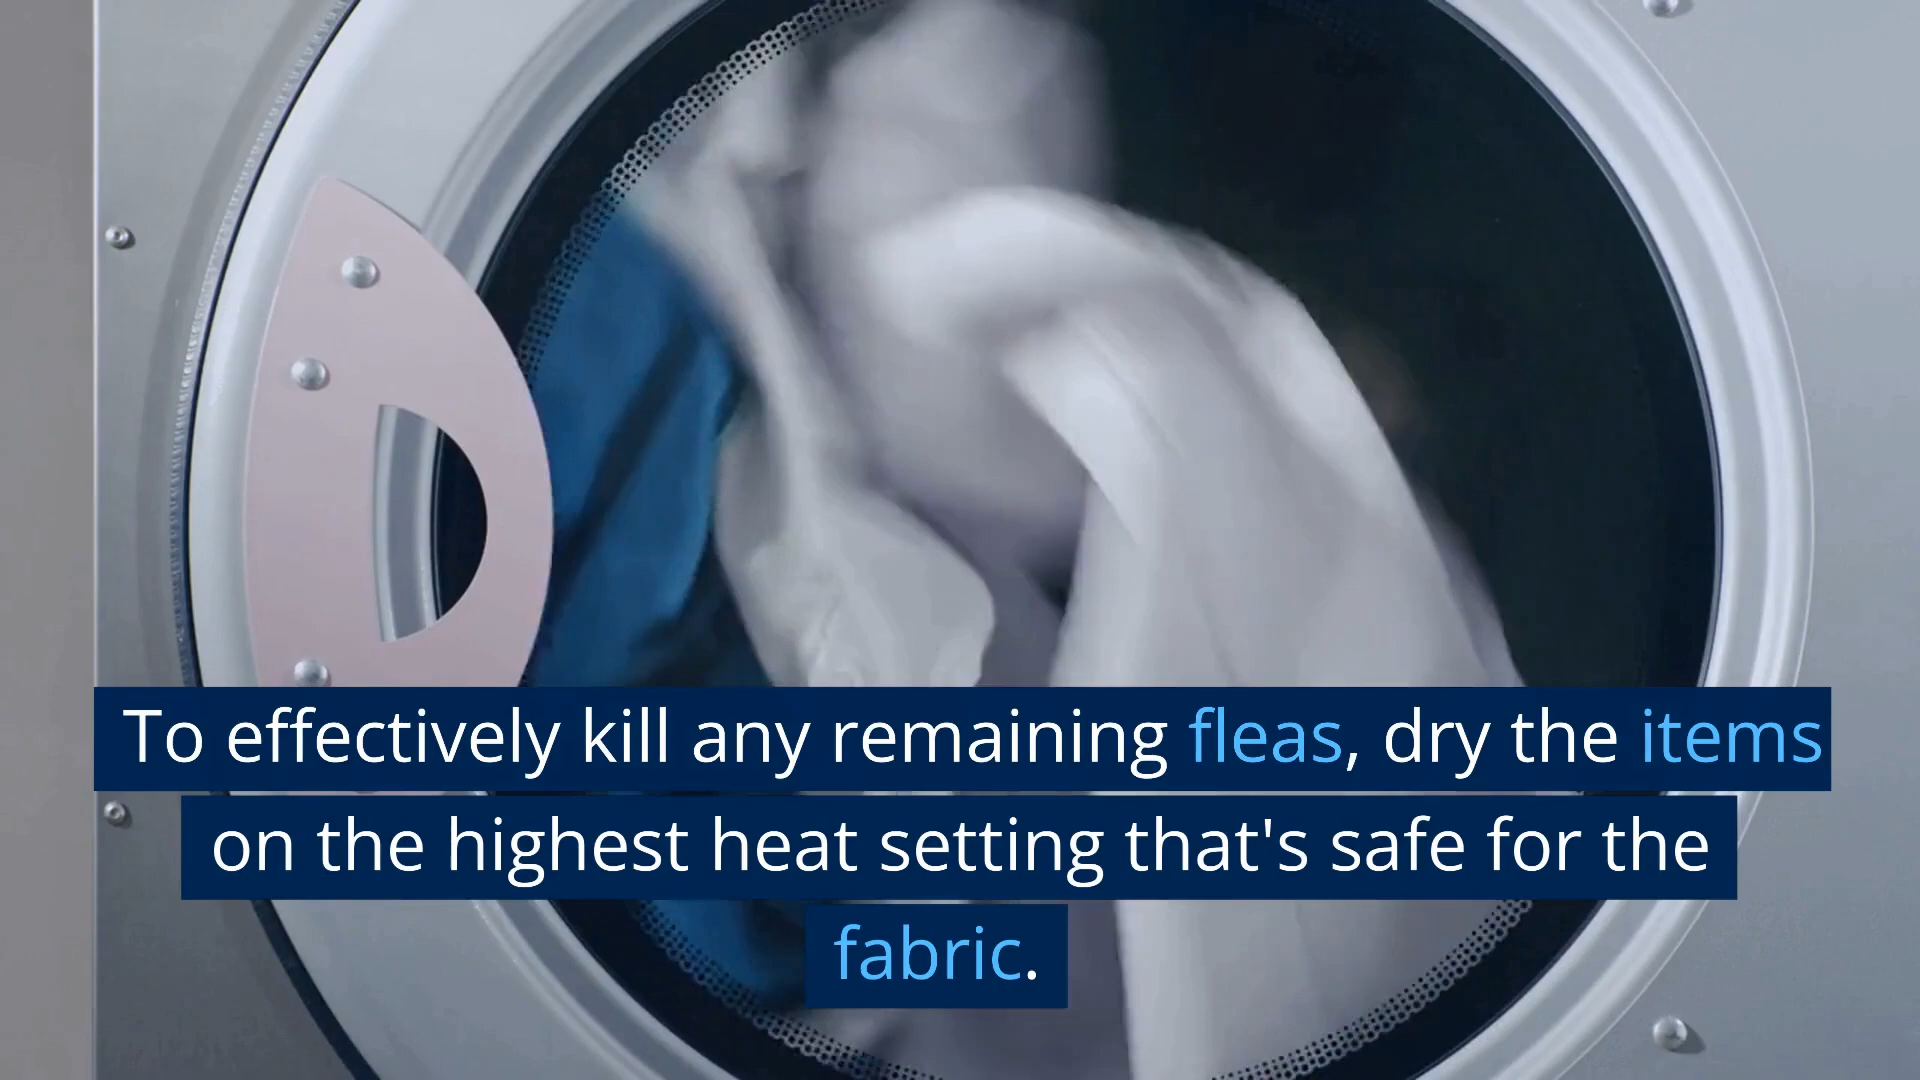 To effectively kill any remaining fleas, dry the items
on the highest heat setting that's safe for the
fabric.